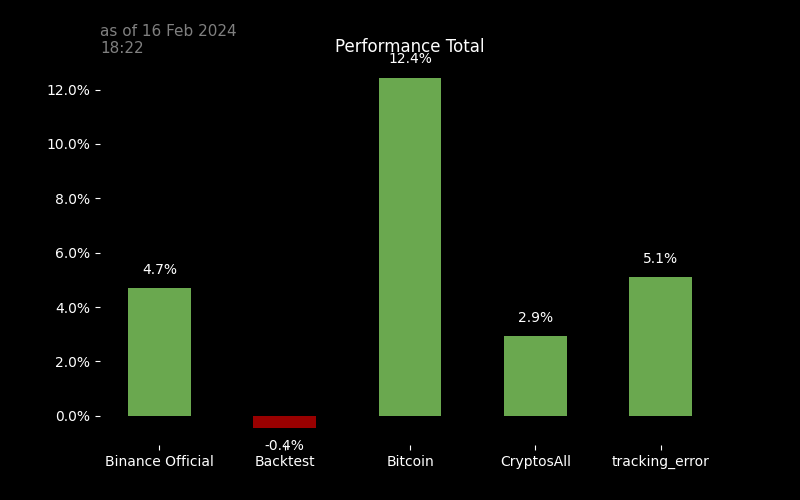 as of 16 Feb 2024
18:22
Performance Total
12.4%
12.0%
10.0%
8.0%
6.0%
5.1%
4.7%
4.0%
2.9%
2.0%
0.0%
-0.4%
Binance Official
Backtest
Bitcoin
CryptosAll
tracking_error